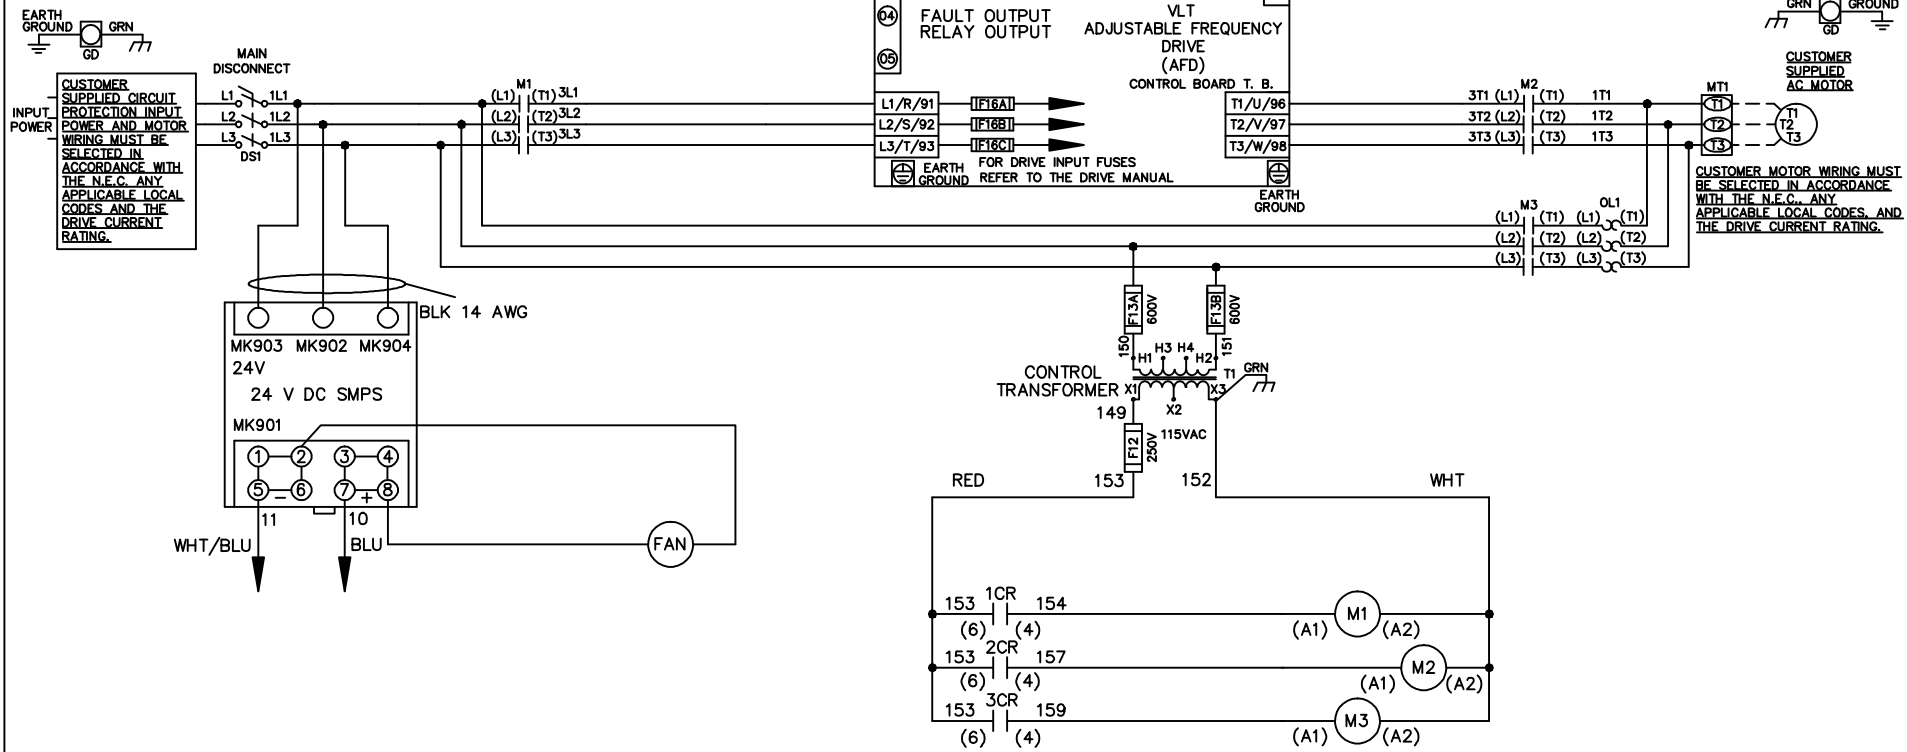 EARTH
GROUND
GRN
GD
04
FAULT OUTPUT
RELAY OUTPUT
05
VLT
ADJUSTABLE FREQUENCY
DRIVE
(AFD)
CONTROL BOARD T. B.
GRN
GROUND
GD
CUSTOMER
SUPPLIED
AC MOTOR
INPUT
POWER
CUSTOMER
SUPPLIED CIRCUIT
PROTECTION INPUT
POWER AND MOTOR
WIRING MUST BE
SELECTED IN
ACCORDANCE WITH
THE N.E.C. ANY
APPLICABLE LOCAL
CODES AND THE
DRIVE CURRENT
RATING.
MAIN
DISCONNECT
L1 1L1
L2 1L2
L3 1L3
DS1
M1
(L1) (T1) 3L1
(L2) (T2) 3L2
(L3) (T3) 3L3
L1/R/91 F16A
L2/S/92 F16B
L3/T/93 F16C
FOR DRIVE INPUT FUSES
REFER TO THE DRIVE MANUAL
EARTH
GROUND
T1/U/96
T2/V/97
T3/W/98
EARTH
GROUND
M2
3T1 (L1) (T1) 1T1
3T2 (L2) (T2) 1T2
3T3 (L3) (T3) 1T3
MT1
T1
T2
T3
T1
T2
T3
CUSTOMER MOTOR WIRING MUST
BE SELECTED IN ACCORDANCE
WITH THE N.E.C., ANY
APPLICABLE LOCAL CODES, AND
THE DRIVE CURRENT RATING.
M3 OL1
(L1) (T1) (L1) (T1)
(L2) (T2) (L2) (T2)
(L3) (T3) (L3) (T3)
BLK 14 AWG
MK903 MK902 MK904
24V
24 V DC SMPS
MK901
1 2 3 4
5 - 6 7 + 8
11 10
WHT/BLU BLU
FAN
F13A 600V
F13B 600V
150 H1 H3 H4 H2 151
CONTROL
TRANSFORMER
T1
GRN
X1 X2 X3
149
F12 250V
115VAC
153
152
RED
WHT
1CR
153 154
(6) (4)
M1
(A1) (A2)
2CR
153 157
(6) (4)
M2
(A1) (A2)
3CR
153 159
(6) (4)
M3
(A1) (A2)